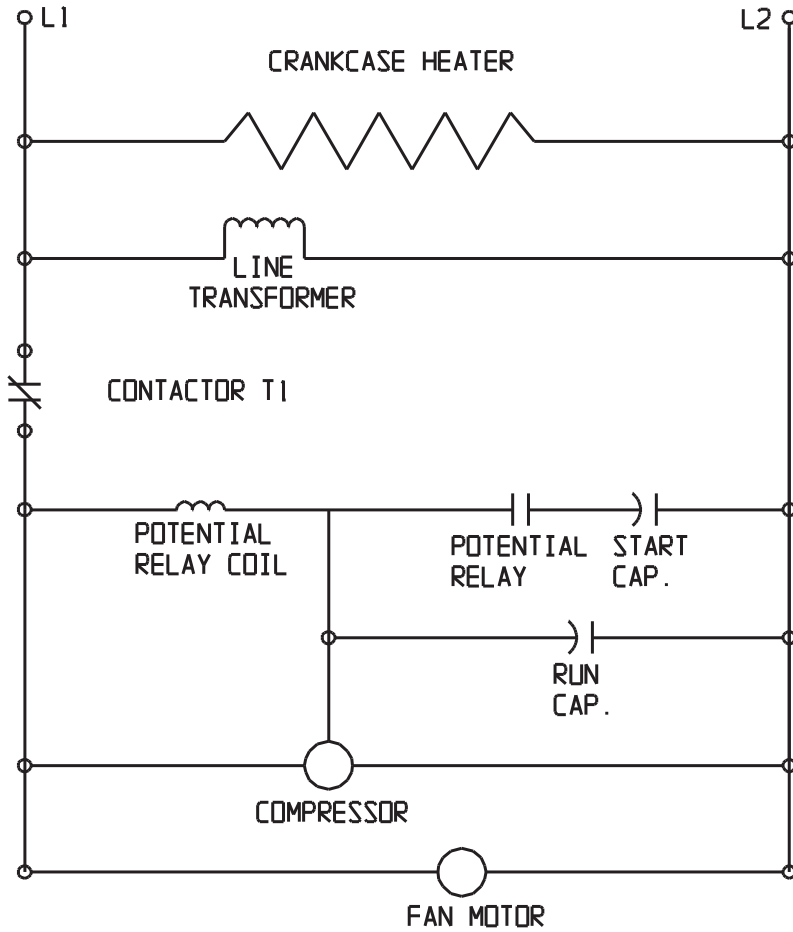 L1
L2
CRANKCASE HEATER
LINE
TRANSFORMER
CONTACTOR T1
POTENTIAL
RELAY COIL
POTENTIAL
RELAY
START
CAP.
RUN
CAP.
COMPRESSOR
FAN MOTOR